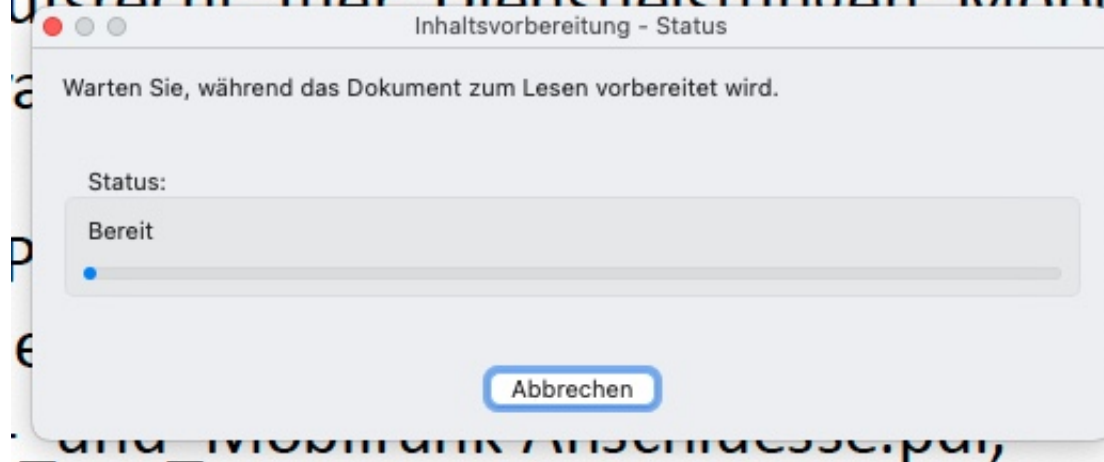 Inhaltsvorbereitung – Status
Warten Sie, während das Dokument zum Lesen vorbereitet wird.
Status:
Bereit
Abbrechen